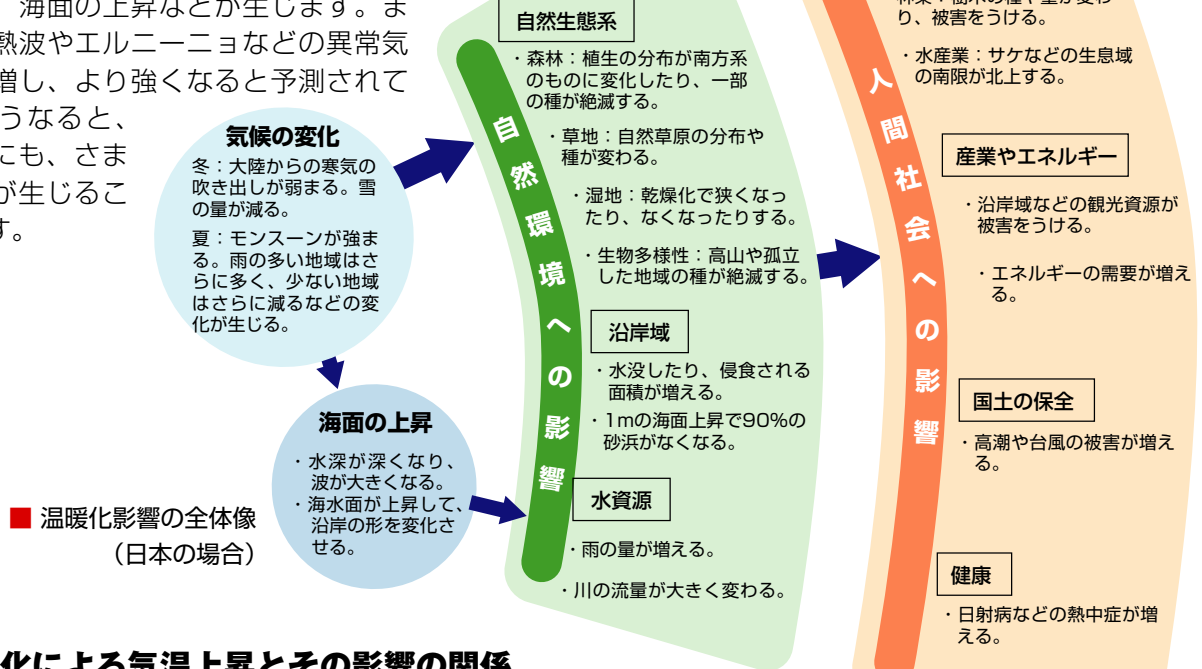 海面の上昇などが生じます。ま
熱波やエルニーニョなどの異常気
増し、より強くなると予測されて
うなると、
にも、さま
が生じるこ
す。
気候の変化
冬：大陸からの寒気の
吹き出しが弱まる。雪
の量が減る。
夏：モンスーンが強ま
る。雨の多い地域はさ
らに多く、少ない地域
はさらに減るなどの変
化が生じる。
海面の上昇
・水深が深くなり、
波が大きくなる。
・海水面が上昇して、
沿岸の形を変化さ
せる。
■ 温暖化影響の全体像
（日本の場合）
自然環境への影響
自然生態系
・森林：植生の分布が南方系
のものに変化したり、一部
の種が絶滅する。
・草地：自然草原の分布や
種が変わる。
・湿地：乾燥化で狭くなっ
たり、なくなったりする。
・生物多様性：高山や孤立
した地域の種が絶滅する。
沿岸域
・水没したり、侵食される
面積が増える。
・1mの海面上昇で90%の
砂浜がなくなる。
水資源
・雨の量が増える。
・川の流量が大きく変わる。
人間社会への影響
り、被害をうける。
・水産業：サケなどの生息域
の南限が北上する。
産業やエネルギー
・沿岸域などの観光資源が
被害をうける。
・エネルギーの需要が増え
る。
国土の保全
・高潮や台風の被害が増え
る。
健康
・日射病などの熱中症が増
える。
化による気温上昇とその影響の関係